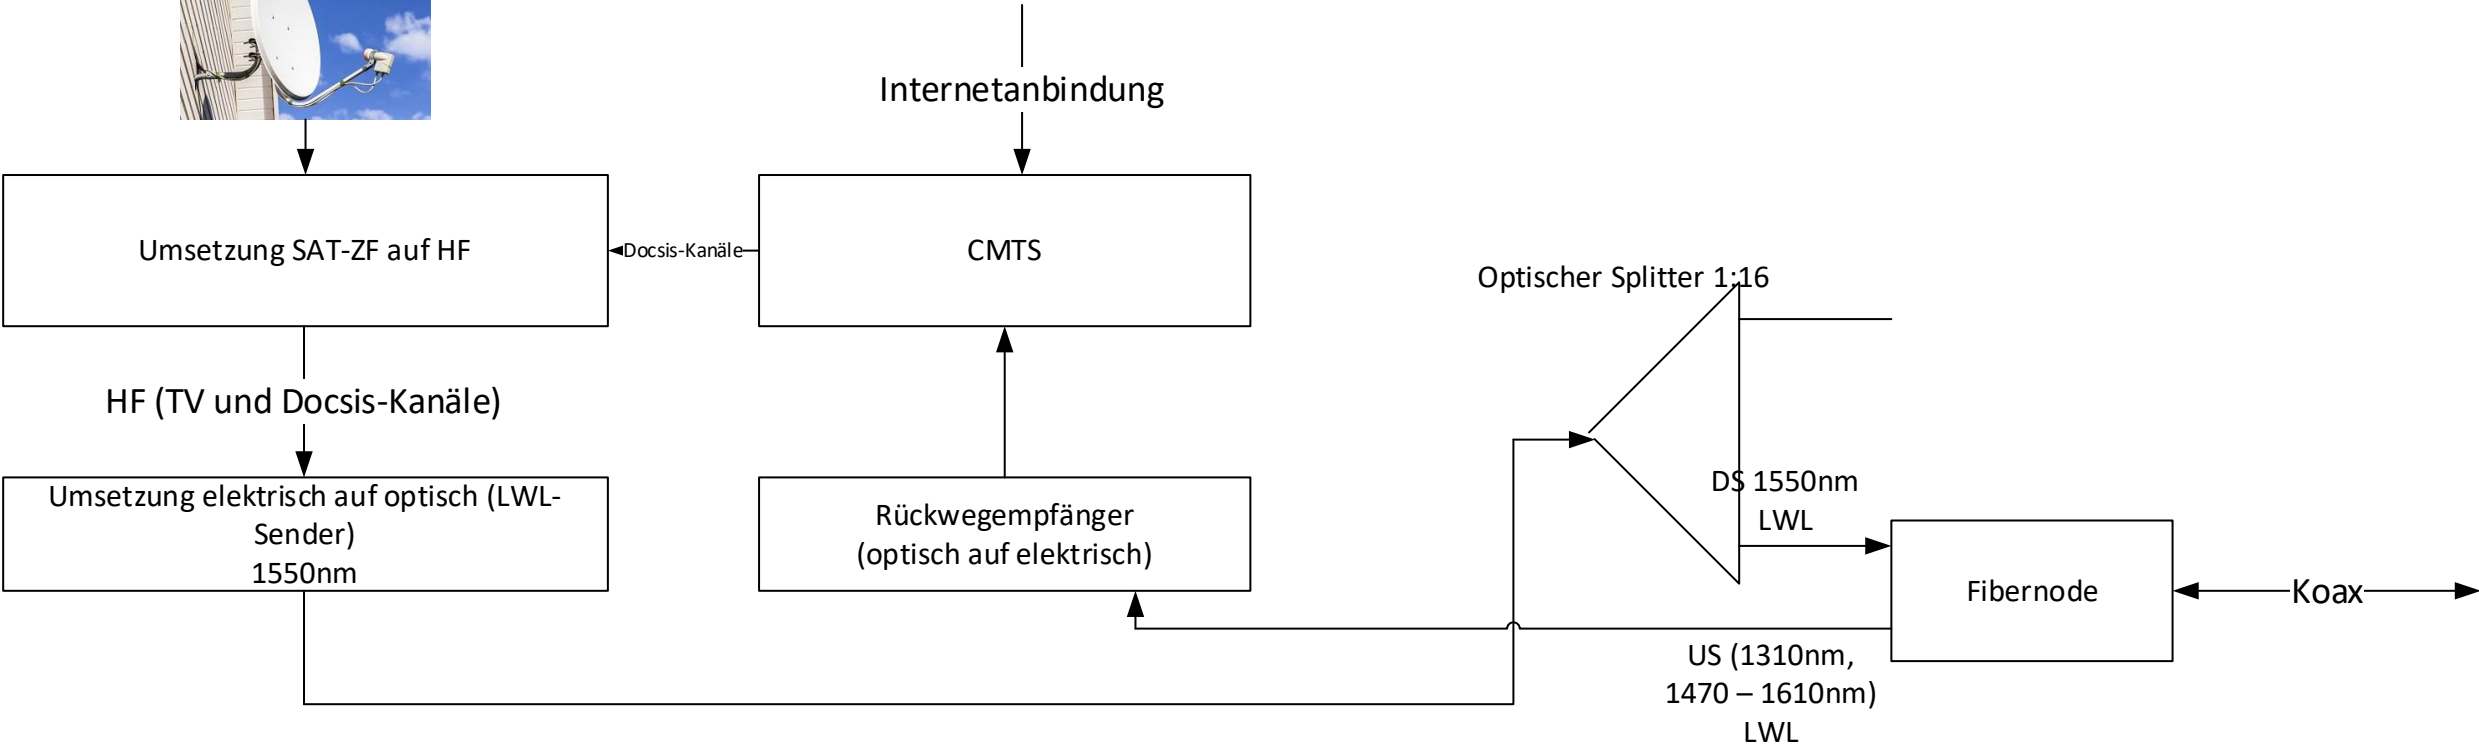 Internetanbindung
Umsetzung SAT-ZF auf HF
Docsis-Kanäle
CMTS
Optischer Splitter 1:16
HF (TV und Docsis-Kanäle)
Umsetzung elektrisch auf optisch (LWL-
Sender)
1550nm
Rückwegempfänger
(optisch auf elektrisch)
DS 1550nm
LWL
Fibernode
Koax
US (1310nm,
1470 – 1610nm)
LWL